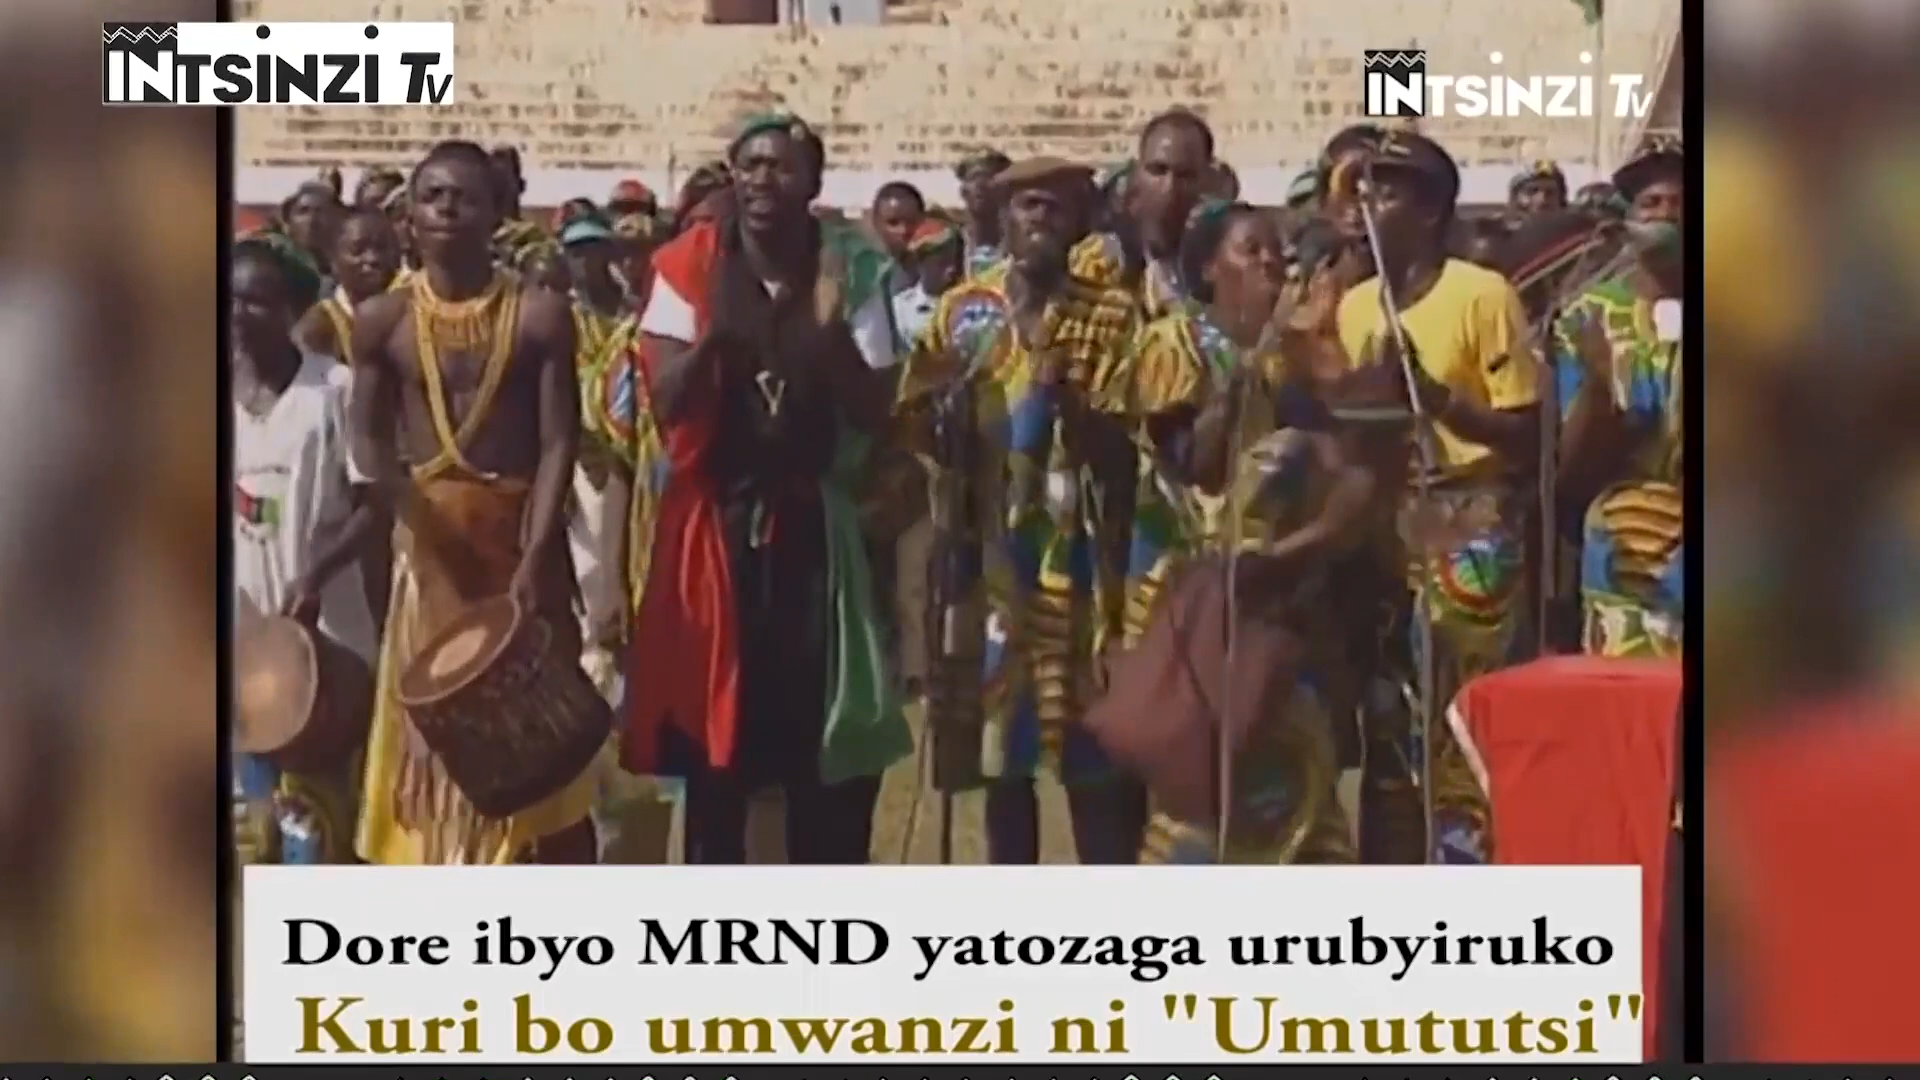 INTSINZI TV
INTSINZI TV
Dore ibyo MRND yatozaga urubyiruko
Kuri bo umwanzi ni "Umututsi"